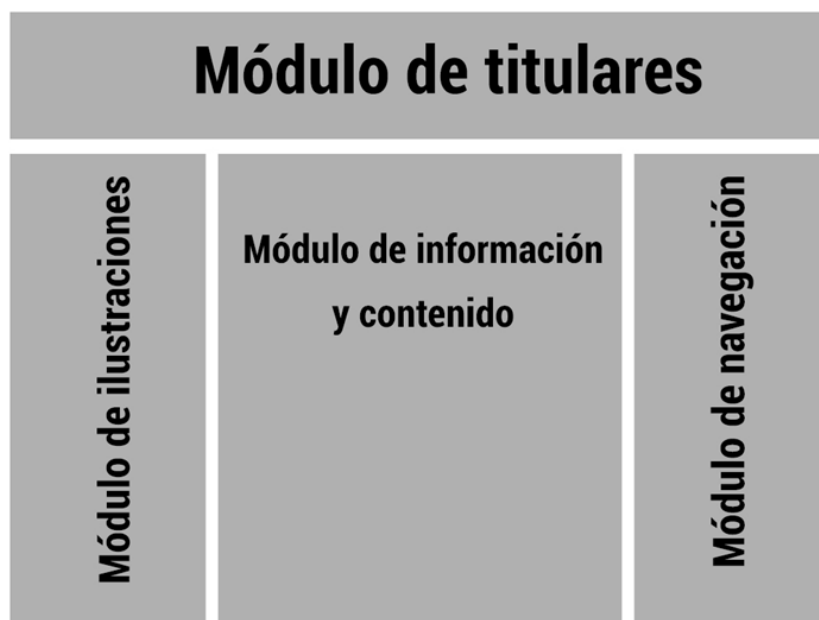 Módulo de titulares
Módulo de ilustraciones
Módulo de información
y contenido
Módulo de navegación